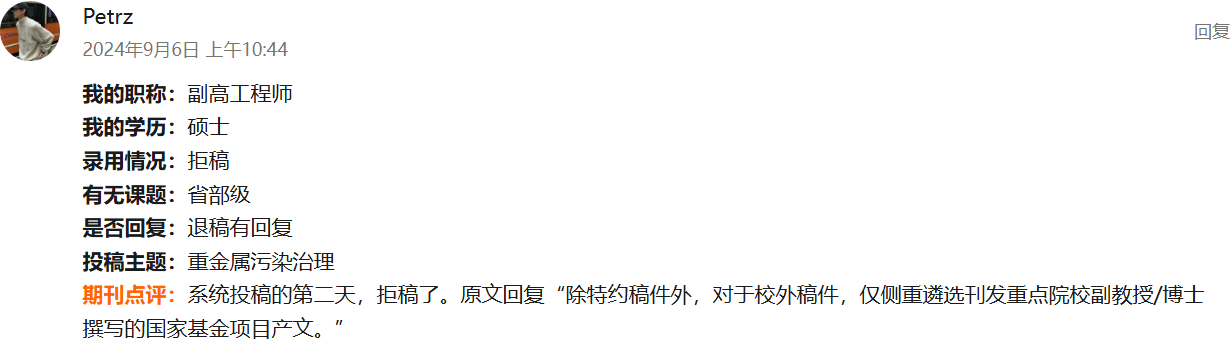 Petrz
回复
2024年9月6日 上午10:44
我的职称：副高工程师
我的学历：硕士
录用情况：拒稿
有无课题：省部级
是否回复：退稿有回复
投稿主题：重金属污染治理
期刊点评：系统投稿的第二天，拒稿了。原文回复“除特约稿件外，对于校外稿件，仅侧重遴选刊发重点院校副教授/博士
撰写的国家基金项目产文。”